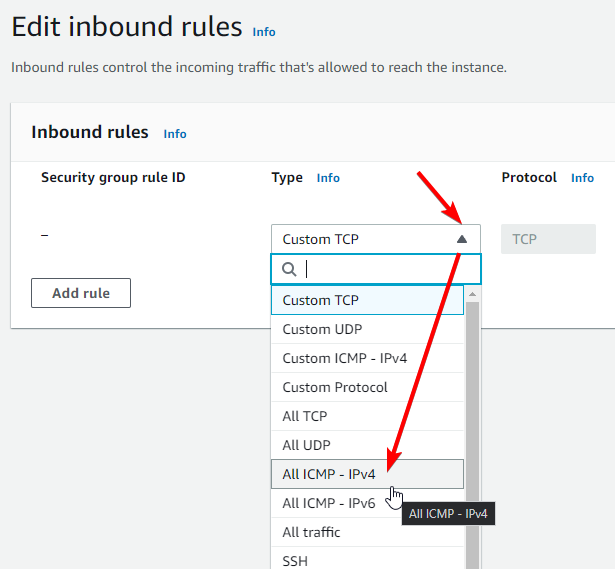 Edit inbound rules Info
Inbound rules control the incoming traffic that's allowed to reach the instance.
Inbound rules Info
Security group rule ID Type Info Protocol Info
– Custom TCP TCP
Add rule
Custom TCP
Custom UDP
Custom ICMP - IPv4
Custom Protocol
All TCP
All UDP
All ICMP - IPv4
All ICMP - IPv6
All ICMP - IPv4
All traffic
SSH